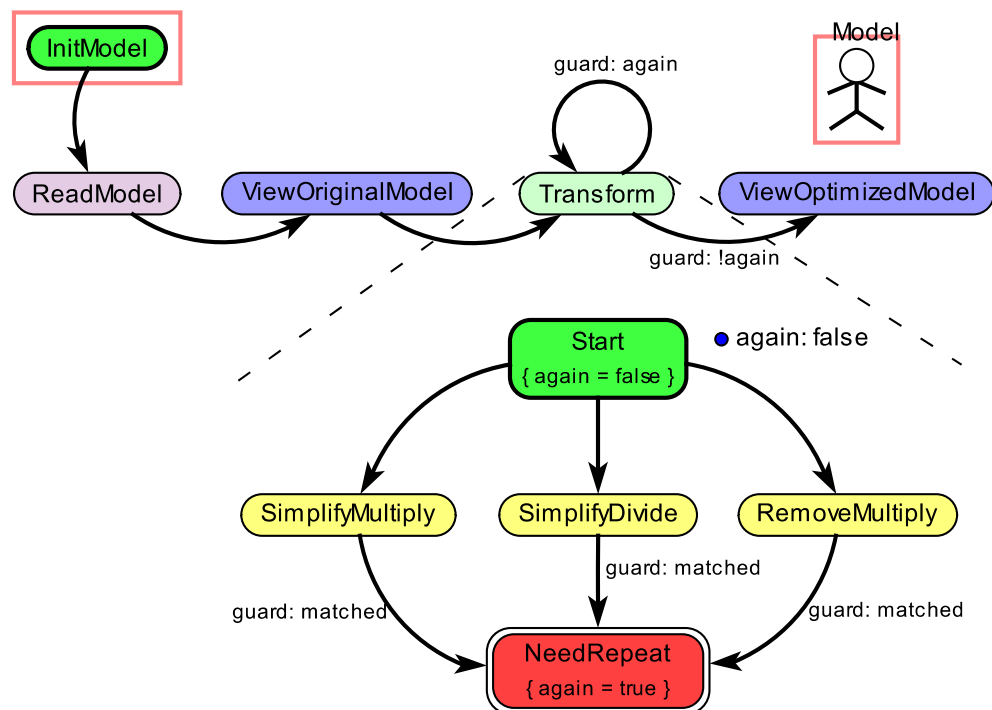 InitModel
guard: again
Model
ReadModel
ViewOriginalModel
Transform
ViewOptimizedModel
guard: !again
Start
{ again = false }
again: false
SimplifyMultiply
SimplifyDivide
RemoveMultiply
guard: matched
guard: matched
guard: matched
NeedRepeat
{ again = true }